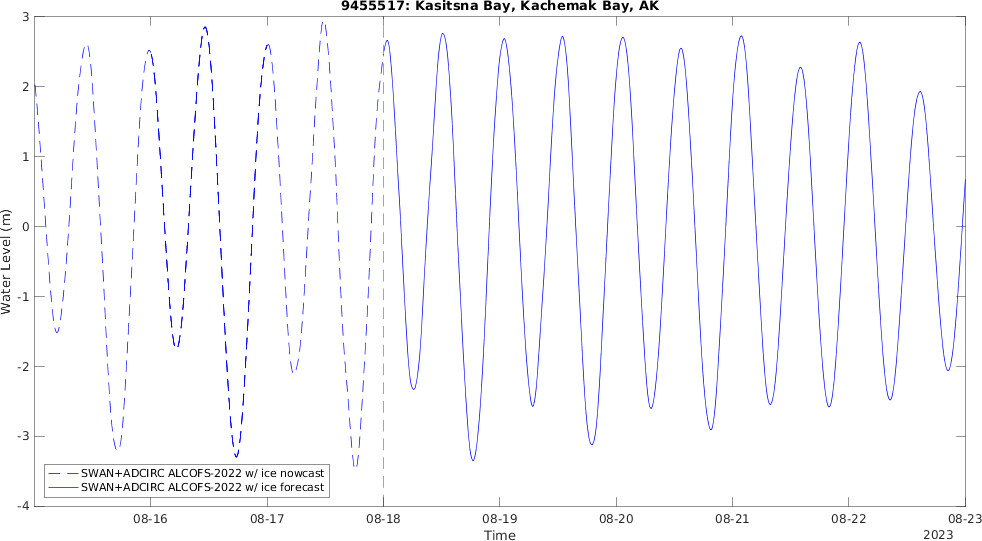 9455517: Kasitsna Bay, Kachemak Bay, AK
3
2
1
0
-1
-2
-3
-4
Water Level (m)
SWAN+ADCIRC ALCOFS-2022 w/ ice nowcast
SWAN+ADCIRC ALCOFS-2022 w/ ice forecast
08-16 08-17 08-18 08-19 08-20 08-21 08-22 08-23
Time
2023